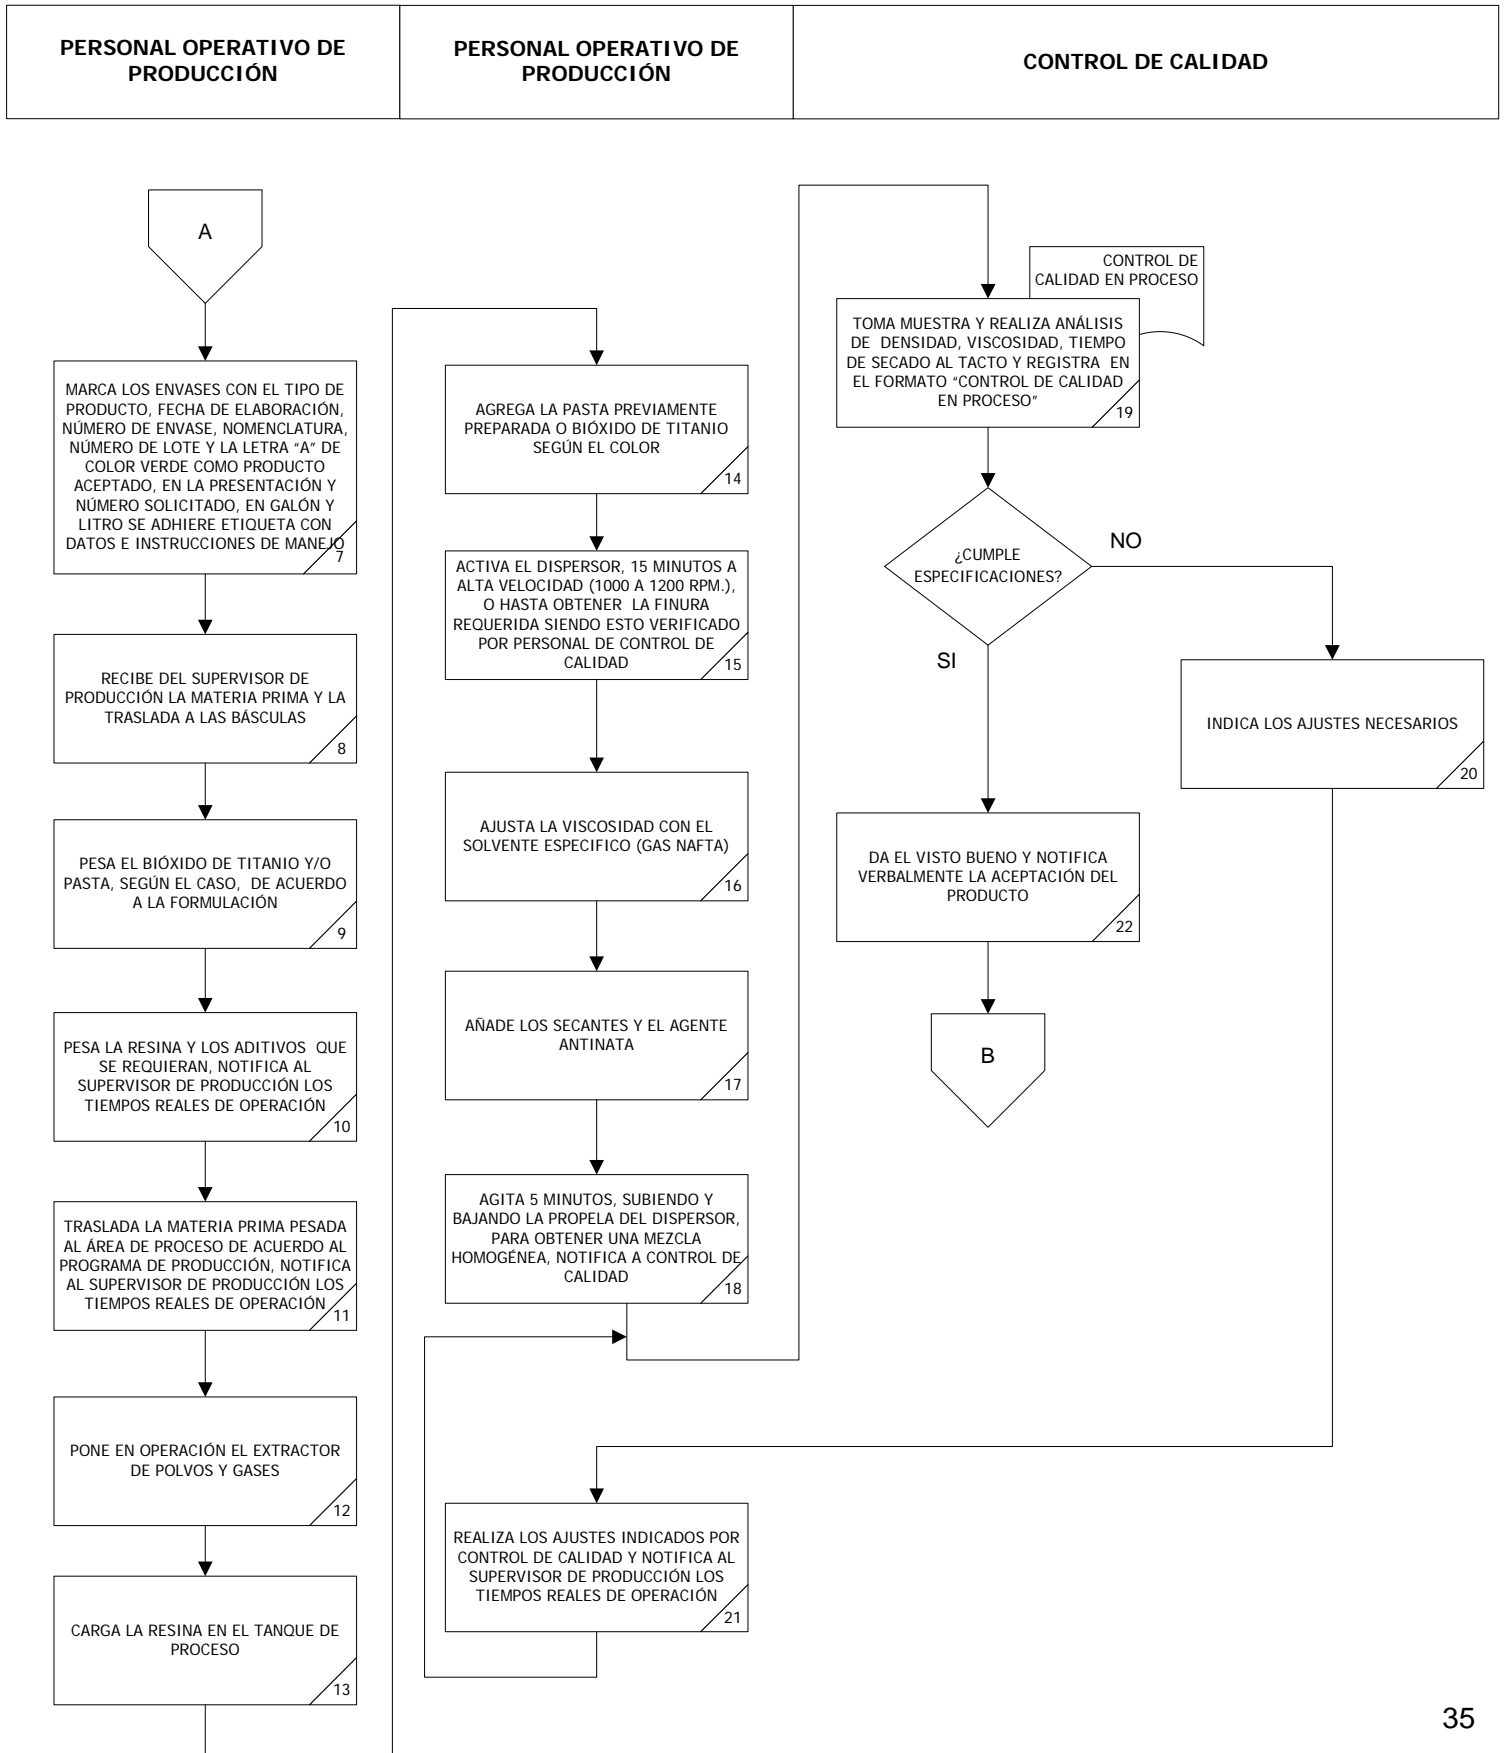 PERSONAL OPERATIVO DE
PRODUCCIÓN
PERSONAL OPERATIVO DE
PRODUCCIÓN
CONTROL DE CALIDAD
A
MARCA LOS ENVASES CON EL TIPO DE
PRODUCTO, FECHA DE ELABORACIÓN,
NÚMERO DE ENVASE, NOMENCLATURA,
NÚMERO DE LOTE Y LA LETRA “A” DE
COLOR VERDE COMO PRODUCTO
ACEPTADO, EN LA PRESENTACIÓN Y
NÚMERO SOLICITADO, EN GALÓN Y
LITRO SE ADHIERE ETIQUETA CON
DATOS E INSTRUCCIONES DE MANEJO
7
RECIBE DEL SUPERVISOR DE
PRODUCCIÓN LA MATERIA PRIMA Y LA
TRASLADA A LAS BÁSCULAS
8
PESA EL BIÓXIDO DE TITANIO Y/O
PASTA, SEGÚN EL CASO, DE ACUERDO
A LA FORMULACIÓN
9
PESA LA RESINA Y LOS ADITIVOS QUE
SE REQUIERAN, NOTIFICA AL
SUPERVISOR DE PRODUCCIÓN LOS
TIEMPOS REALES DE OPERACIÓN
10
TRASLADA LA MATERIA PRIMA PESADA
AL ÁREA DE PROCESO DE ACUERDO AL
PROGRAMA DE PRODUCCIÓN, NOTIFICA
AL SUPERVISOR DE PRODUCCIÓN LOS
TIEMPOS REALES DE OPERACIÓN
11
PONE EN OPERACIÓN EL EXTRACTOR
DE POLVOS Y GASES
12
CARGA LA RESINA EN EL TANQUE DE
PROCESO
13
AGREGA LA PASTA PREVIAMENTE
PREPARADA O BIÓXIDO DE TITANIO
SEGÚN EL COLOR
14
ACTIVA EL DISPERSOR, 15 MINUTOS A
ALTA VELOCIDAD (1000 A 1200 RPM.),
O HASTA OBTENER LA FINURA
REQUERIDA SIENDO ESTO VERIFICADO
POR PERSONAL DE CONTROL DE
CALIDAD
15
AJUSTA LA VISCOSIDAD CON EL
SOLVENTE ESPECIFICO (GAS NAFTA)
16
AÑADE LOS SECANTES Y EL AGENTE
ANTINATA
17
AGITA 5 MINUTOS, SUBIENDO Y
BAJANDO LA PROPELA DEL DISPERSOR,
PARA OBTENER UNA MEZCLA
HOMOGÉNEA, NOTIFICA A CONTROL DE
CALIDAD
18
REALIZA LOS AJUSTES INDICADOS POR
CONTROL DE CALIDAD Y NOTIFICA AL
SUPERVISOR DE PRODUCCIÓN LOS
TIEMPOS REALES DE OPERACIÓN
21
CONTROL DE
CALIDAD EN PROCESO
TOMA MUESTRA Y REALIZA ANÁLISIS
DE DENSIDAD, VISCOSIDAD, TIEMPO
DE SECADO AL TACTO Y REGISTRA EN
EL FORMATO “CONTROL DE CALIDAD
EN PROCESO”
19
¿CUMPLE
ESPECIFICACIONES?
NO
SI
INDICA LOS AJUSTES NECESARIOS
20
DA EL VISTO BUENO Y NOTIFICA
VERBALMENTE LA ACEPTACIÓN DEL
PRODUCTO
22
B
35